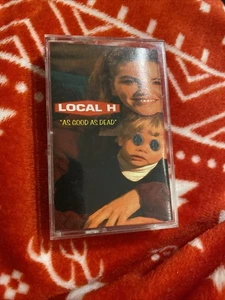 LOCAL H
"AS GOOD AS DEAD"